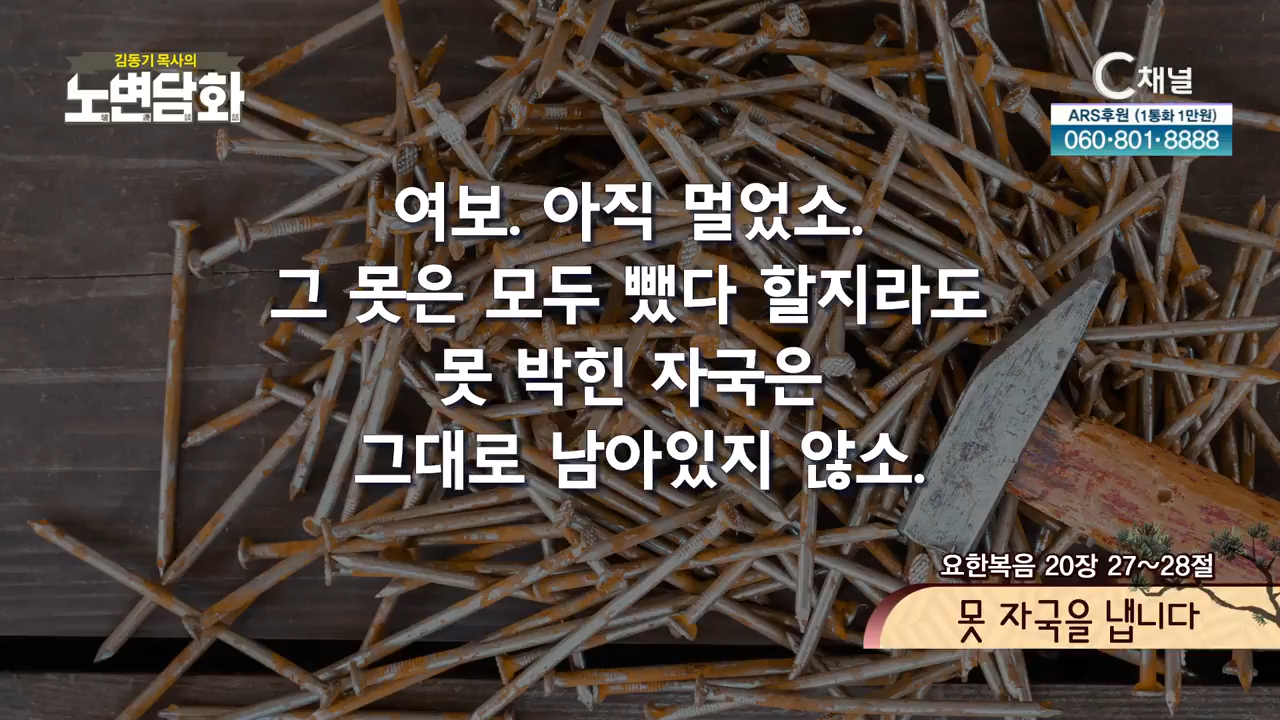 김동기 목사의
노변담화
爐邊談話
C채널
ARS후원 (1통화 1만원)
060·801·8888
여보. 아직 멀었소.
그 못은 모두 뺐다 할지라도
못 박힌 자국은
그대로 남아있지 않소.
요한복음 20장 27~28절
못 자국을 냅니다